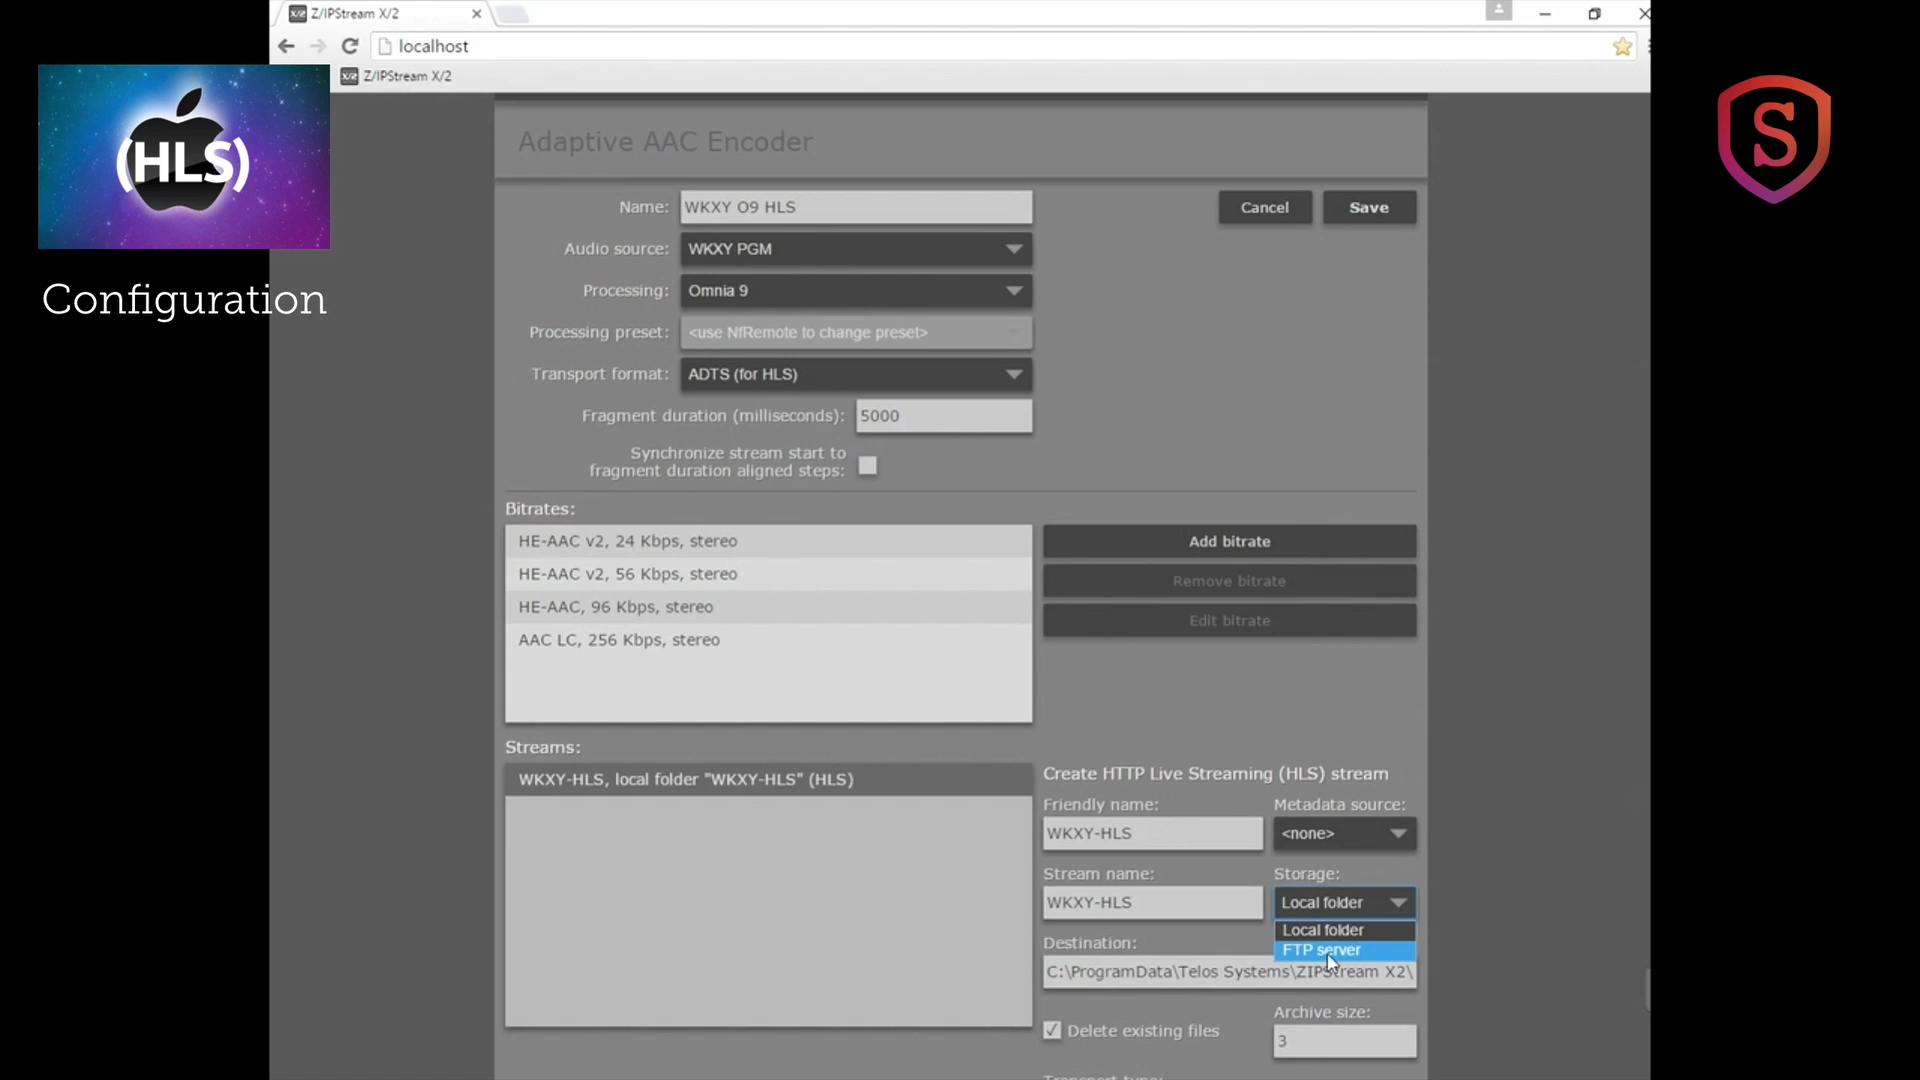 Z/IPStream X/2
localhost
Z/IPStream X/2
(HLS)
Configuration
S
Adaptive AAC Encoder
Name: WKXY O9 HLS
Cancel
Save
Audio source: WKXY PGM
Processing: Omnia 9
Processing preset: <use NfRemote to change preset>
Transport format: ADTS (for HLS)
Fragment duration (milliseconds): 5000
Synchronize stream start to
fragment duration aligned steps:
Bitrates:
HE-AAC v2, 24 Kbps, stereo
HE-AAC v2, 56 Kbps, stereo
HE-AAC, 96 Kbps, stereo
AAC LC, 256 Kbps, stereo
Add bitrate
Remove bitrate
Edit bitrate
Streams:
WKXY-HLS, local folder "WKXY-HLS" (HLS)
Create HTTP Live Streaming (HLS) stream
Friendly name: Metadata source:
WKXY-HLS <none>
Stream name: Storage:
WKXY-HLS Local folder
Local folder
FTP server
Destination:
C:\ProgramData\Telos Systems\ZIPStream X2\
Archive size:
Delete existing files
3
Transport type: